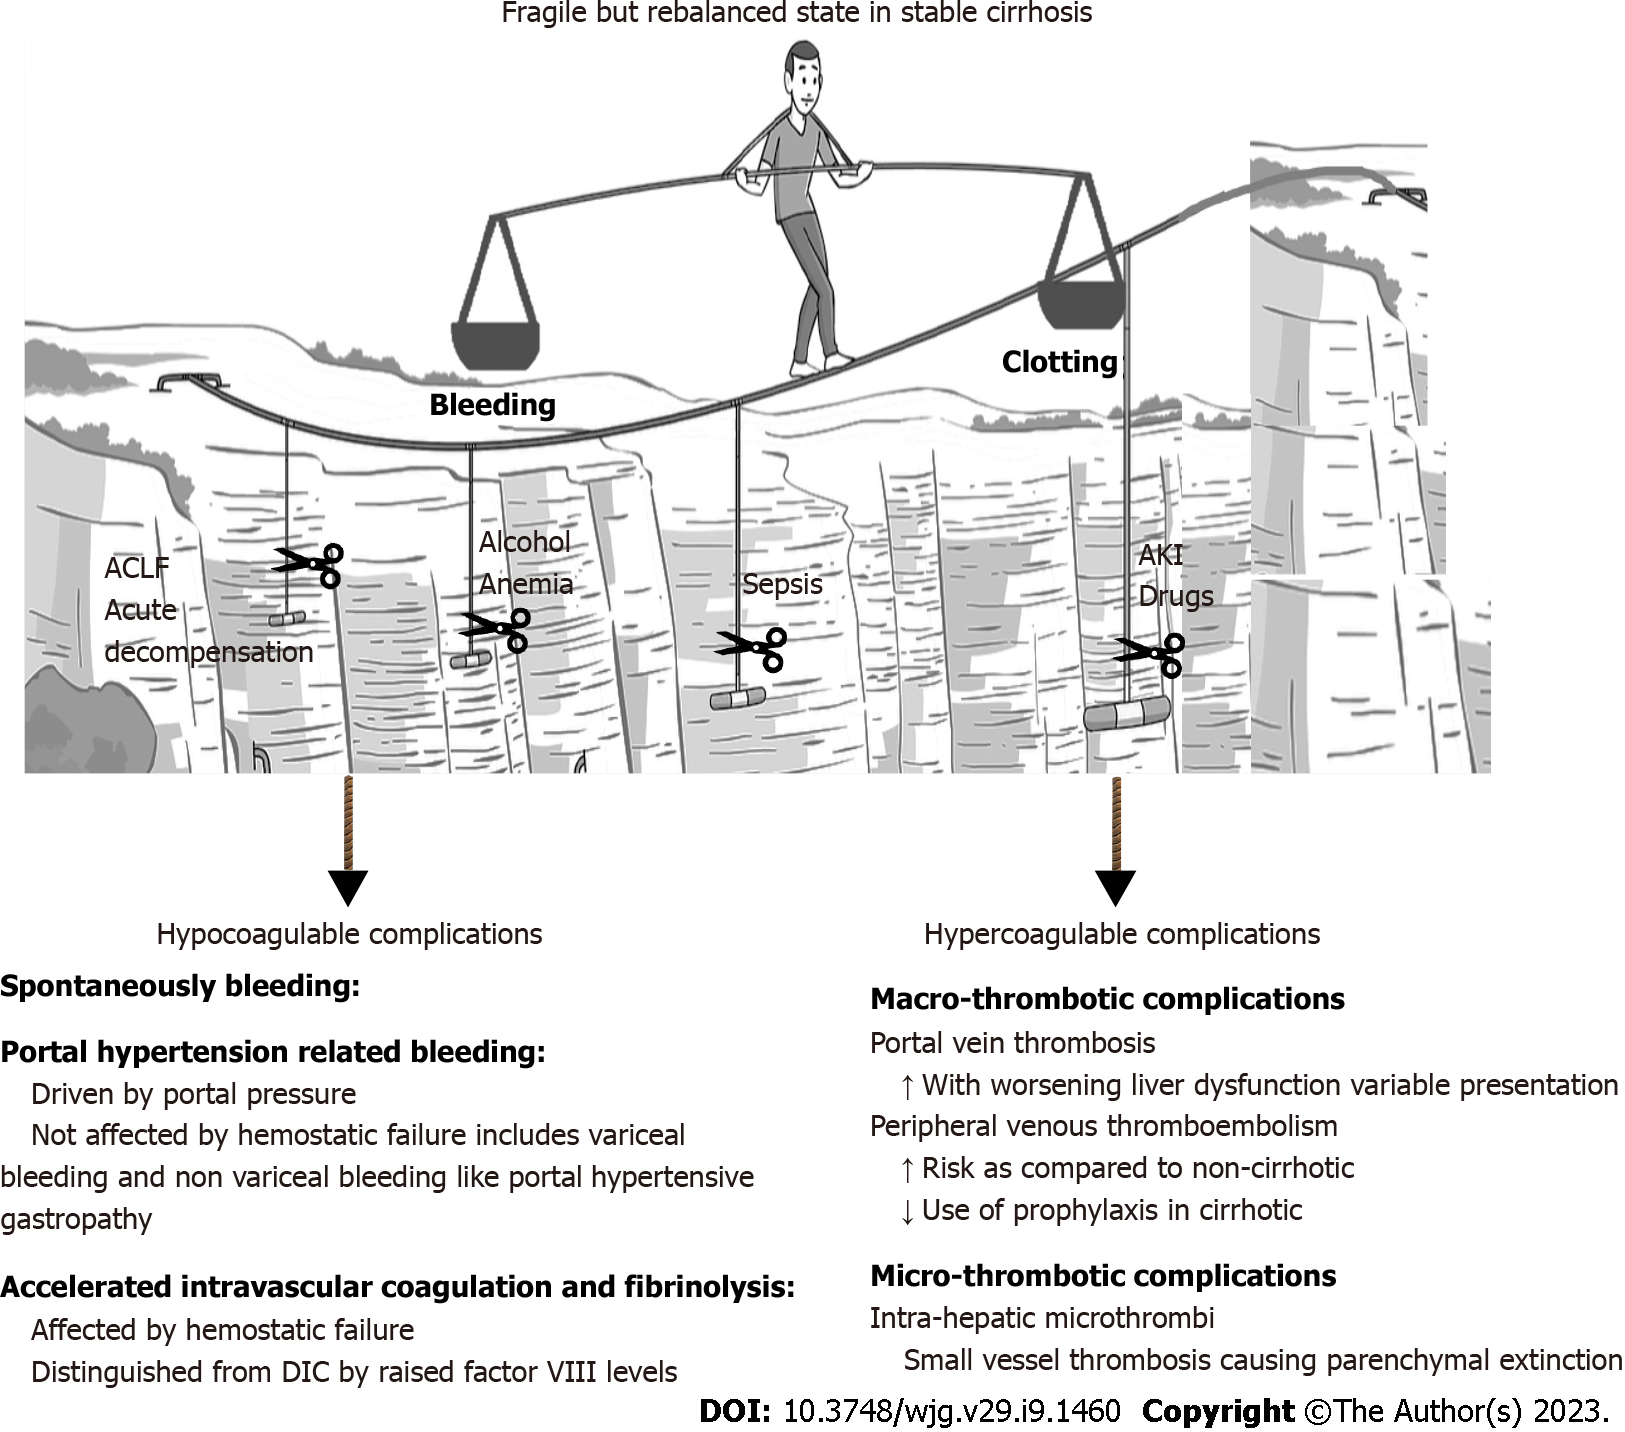 Fragile but rebalanced state in stable cirrhosis
Clotting
Bleeding
ACLF
Acute
decompensation
Alcohol
Anemia
Sepsis
AKI
Drugs
Hypocoagulable complications
Spontaneously bleeding:
Portal hypertension related bleeding:
Driven by portal pressure
Not affected by hemostatic failure includes variceal
bleeding and non variceal bleeding like portal hypertensive
gastropathy
Accelerated intravascular coagulation and fibrinolysis:
Affected by hemostatic failure
Distinguished from DIC by raised factor VIII levels
Hypercoagulable complications
Macro-thrombotic complications
Portal vein thrombosis
↑ With worsening liver dysfunction variable presentation
Peripheral venous thromboembolism
↑ Risk as compared to non-cirrhotic
↓ Use of prophylaxis in cirrhotic
Micro-thrombotic complications
Intra-hepatic microthrombi
Small vessel thrombosis causing parenchymal extinction
DOI: 10.3748/wjg.v29.i9.1460 Copyright ©The Author(s) 2023.